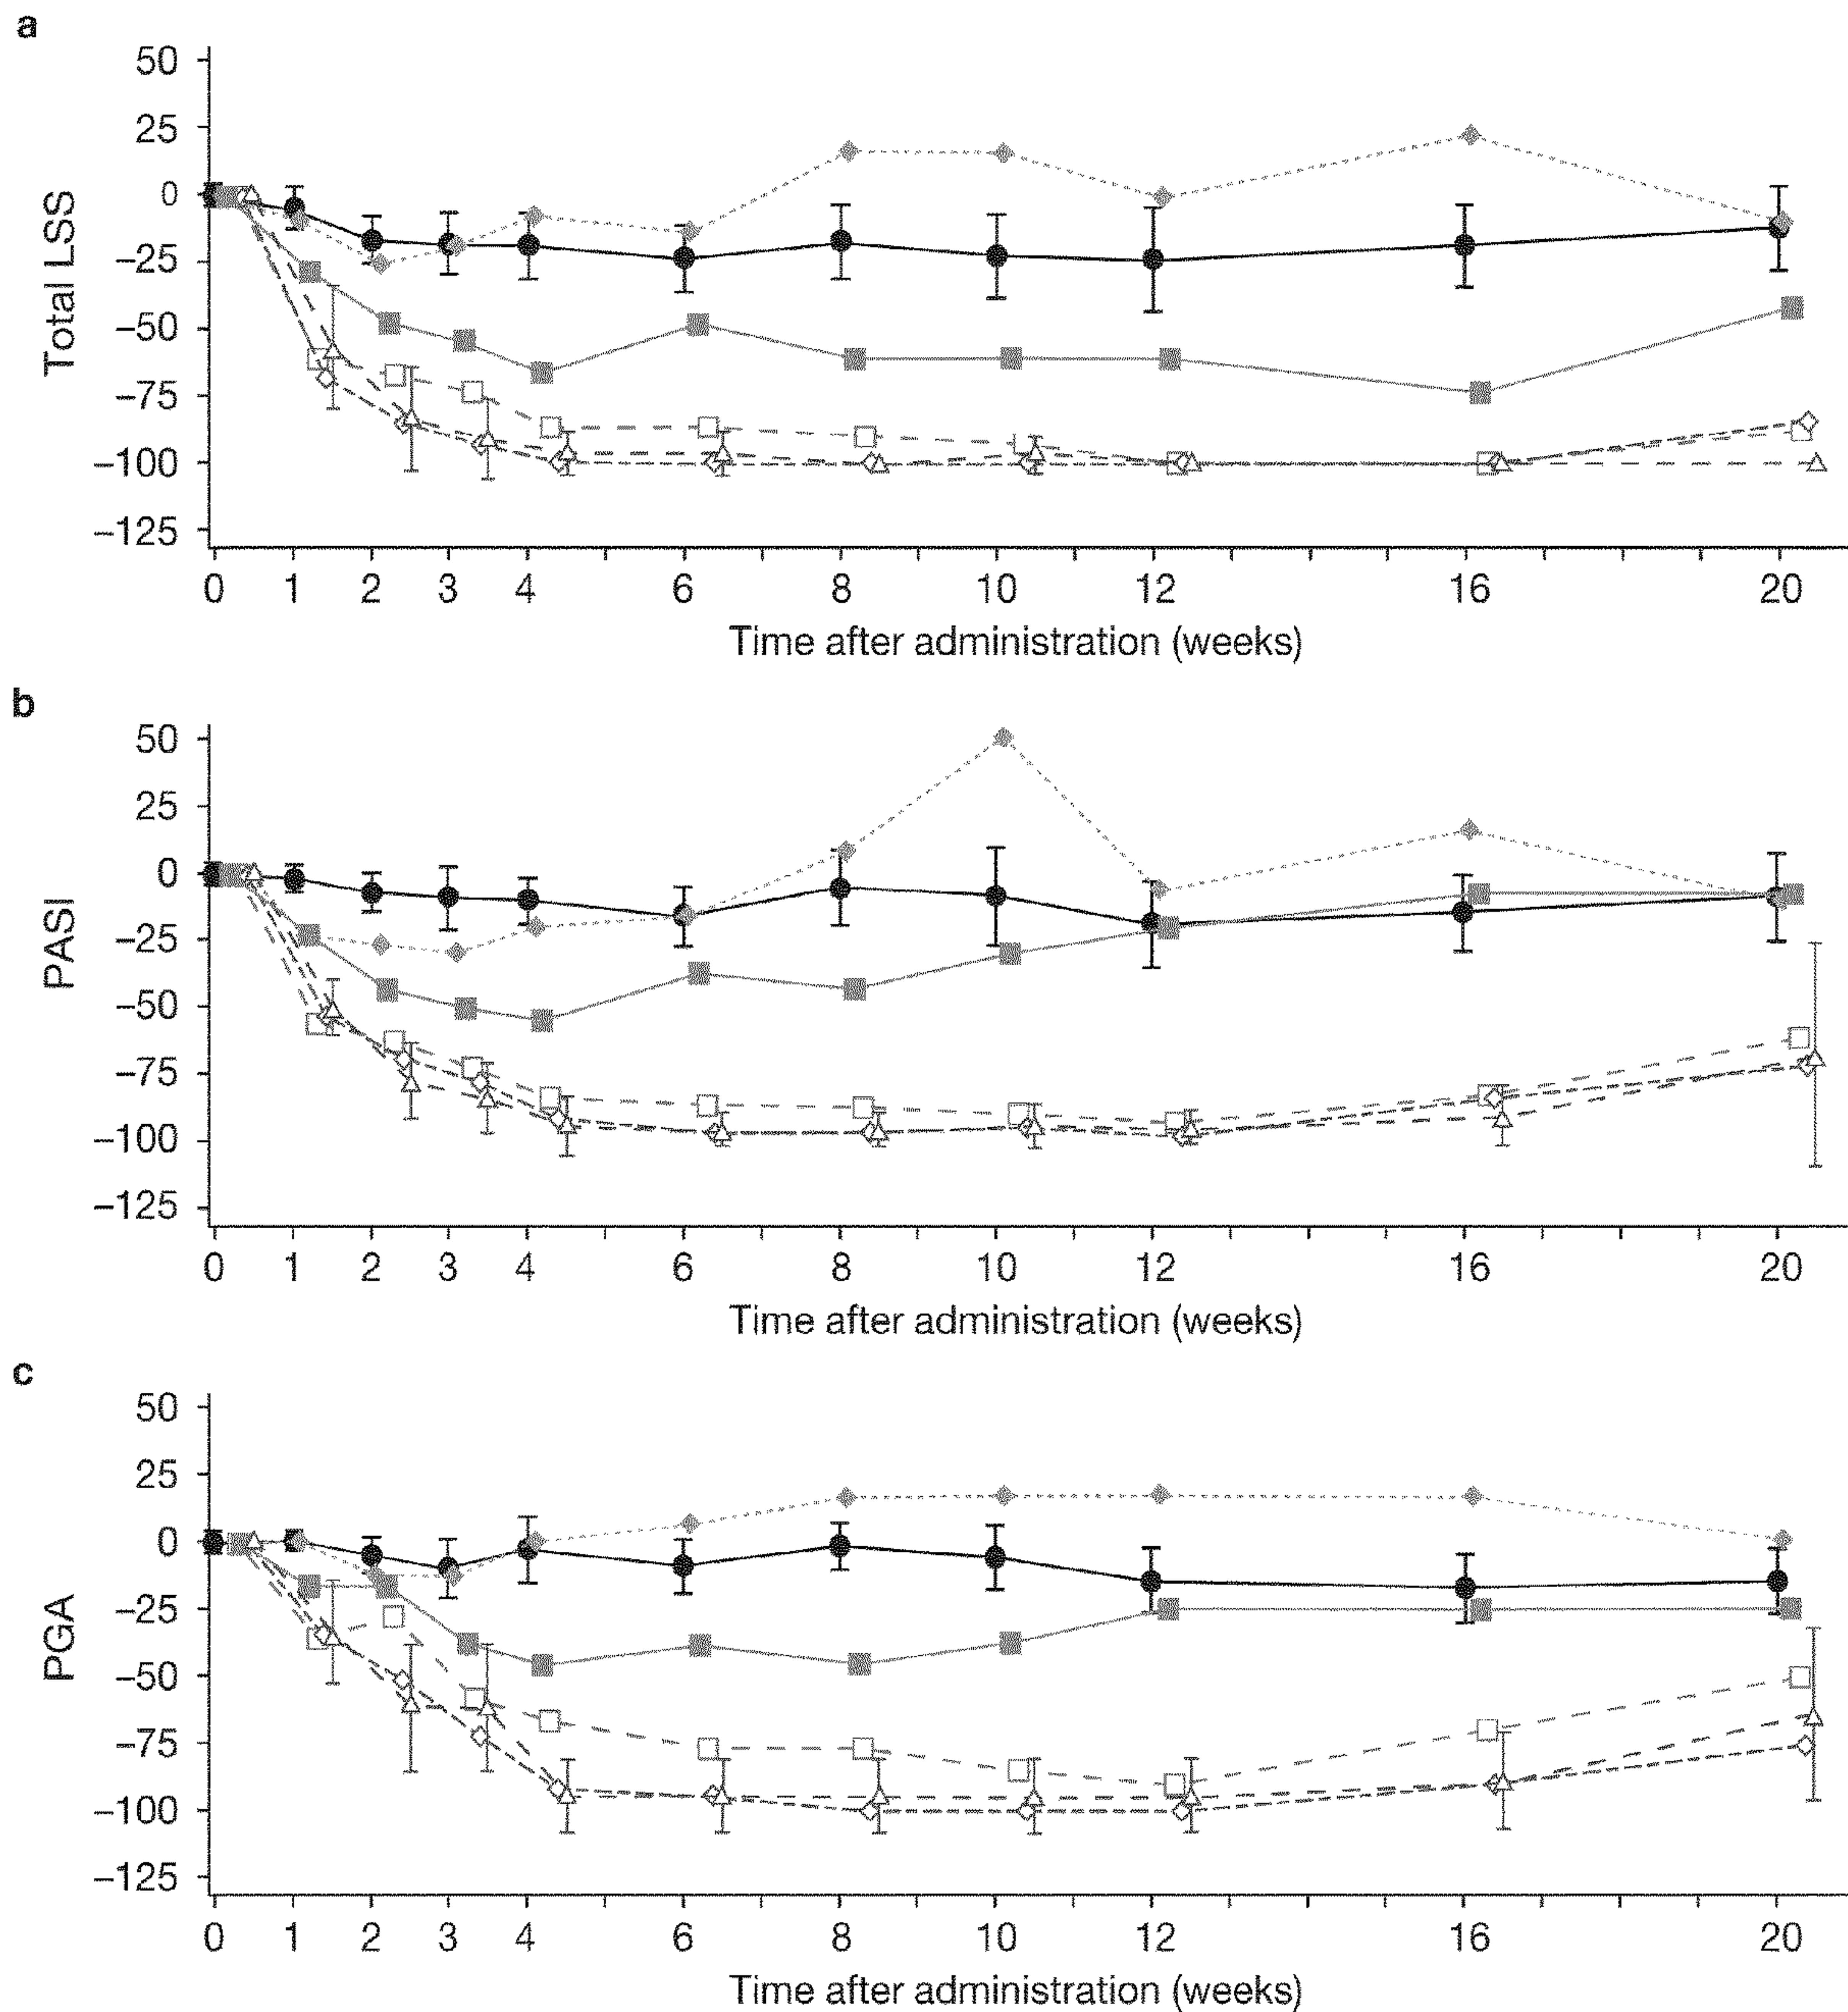 a
50
25
0
−25
−50
−75
−100
−125
Total LSS
0 1 2 3 4 6 8 10 12 16 20
Time after administration (weeks)
b
50
25
0
−25
−50
−75
−100
−125
PASI
0 1 2 3 4 6 8 10 12 16 20
Time after administration (weeks)
c
50
25
0
−25
−50
−75
−100
−125
PGA
0 1 2 3 4 6 8 10 12 16 20
Time after administration (weeks)